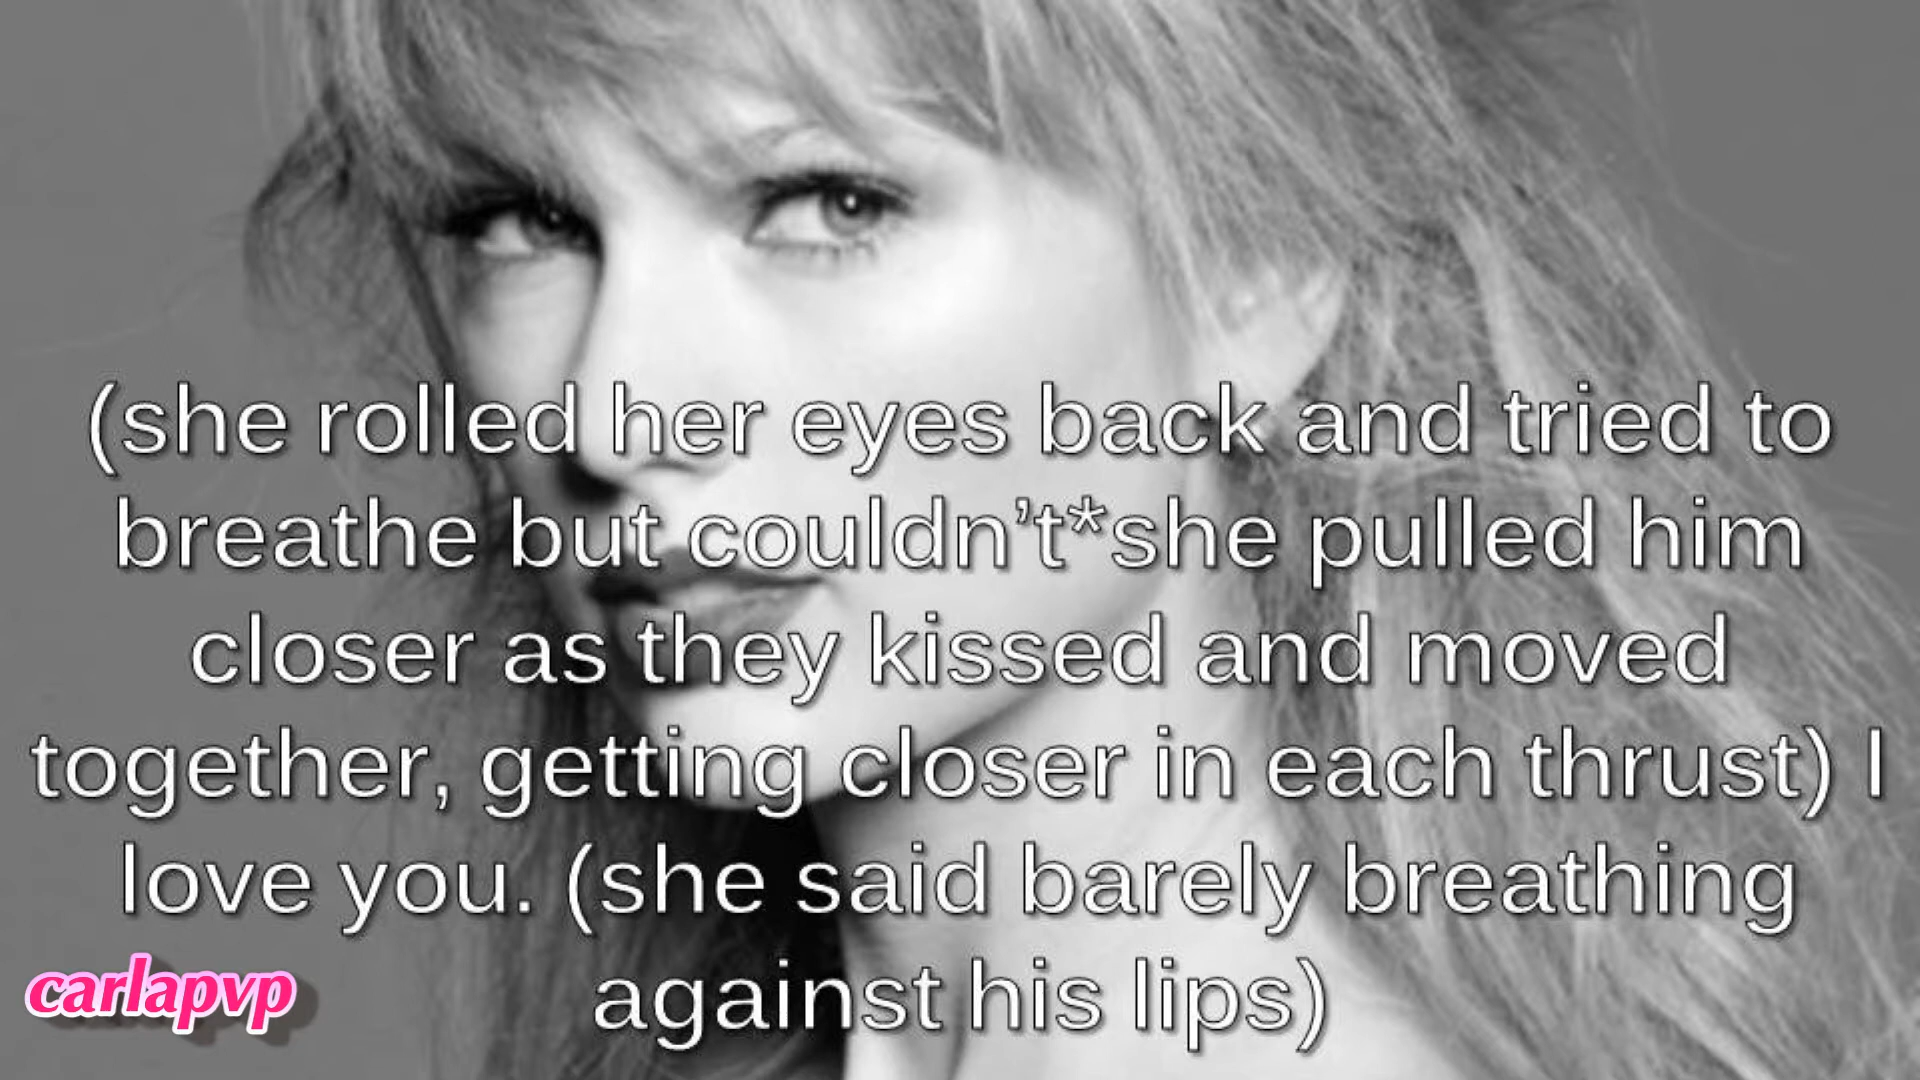 (she rolled her eyes back and tried to
breathe but couldn’t*she pulled him
closer as they kissed and moved
together, getting closer in each thrust) I
love you. (she said barely breathing
against his lips)
carlapvp